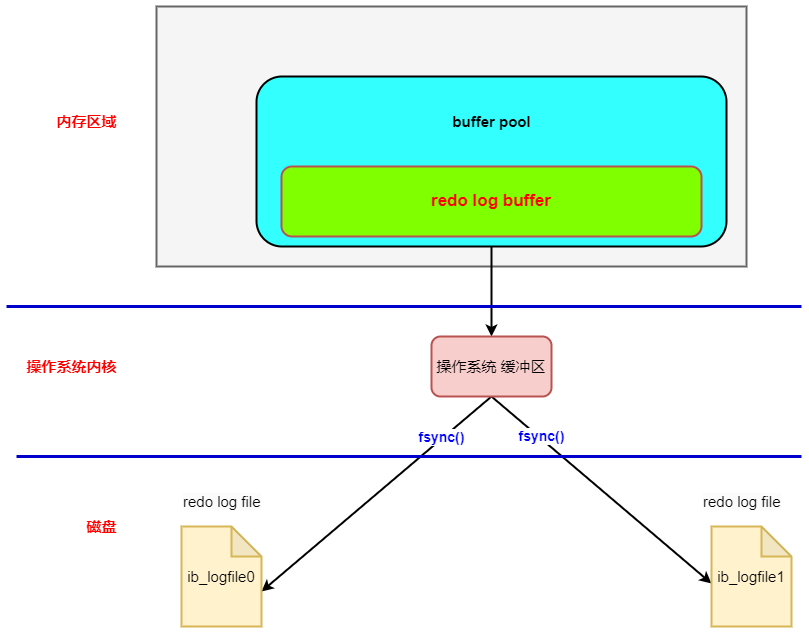 内存区域
buffer pool
redo log buffer
操作系统内核
操作系统 缓冲区
fsync()
fsync()
磁盘
redo log file
redo log file
ib_logfile0
ib_logfile1